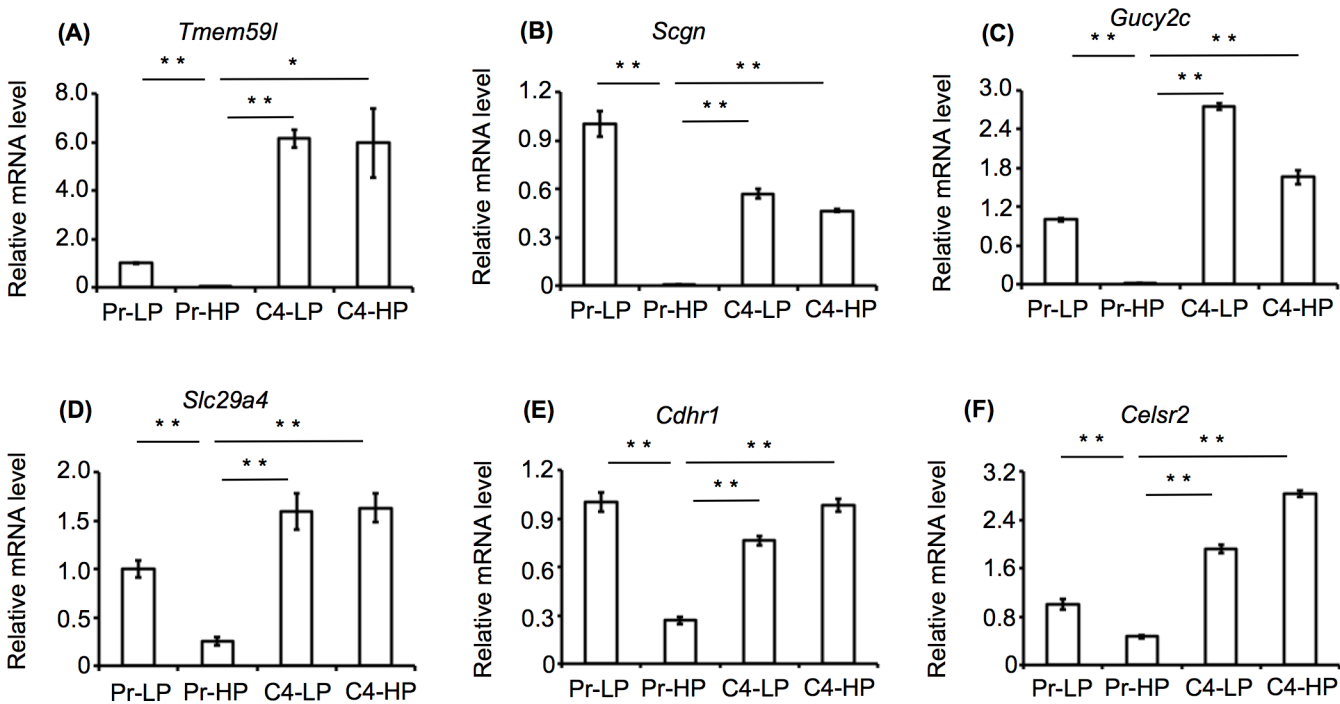 (A) Tmem59l
** *
**
Relative mRNA level
8.0
6.0
4.0
2.0
0
Pr-LP Pr-HP C4-LP C4-HP
(B) Scgn
** **
**
Relative mRNA level
1.2
0.9
0.6
0.3
0
Pr-LP Pr-HP C4-LP C4-HP
(C) Gucy2c
** **
**
Relative mRNA level
3.0
2.4
1.8
1.2
0.6
0
Pr-LP Pr-HP C4-LP C4-HP
(D) Slc29a4
** **
**
Relative mRNA level
2.0
1.5
1.0
0.5
0
Pr-LP Pr-HP C4-LP C4-HP
(E) Cdhr1
** **
**
Relative mRNA level
1.2
0.9
0.6
0.3
0
Pr-LP Pr-HP C4-LP C4-HP
(F) Celsr2
** **
**
Relative mRNA level
3.2
2.4
1.6
0.8
0
Pr-LP Pr-HP C4-LP C4-HP